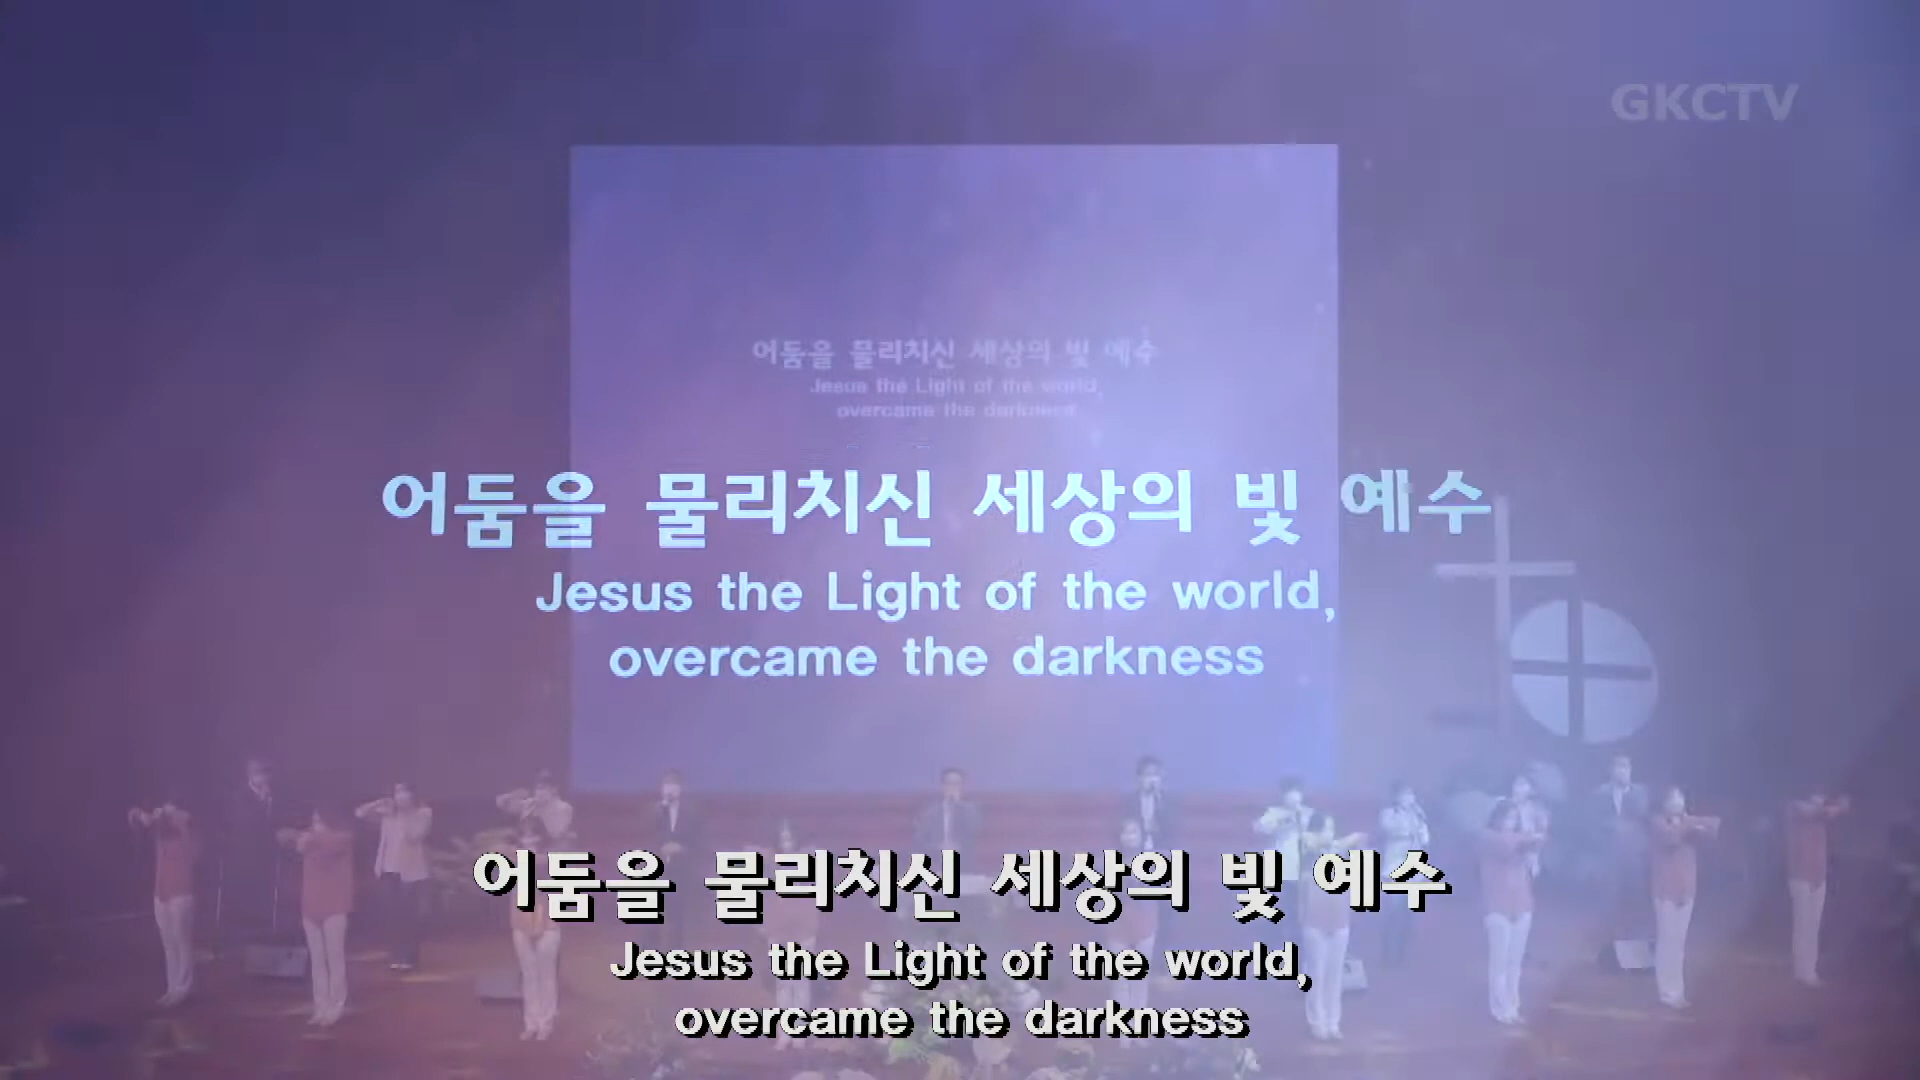 GKCTV
어둠을 물리치신 세상의 빛 예수
Jesus the Light of the world,
overcame the darkness
어둠을 물리치신 세상의 빛 예수
Jesus the Light of the world,
overcame the darkness
어둠을 물리치신 세상의 빛 예수
Jesus the Light of the world,
overcame the darkness